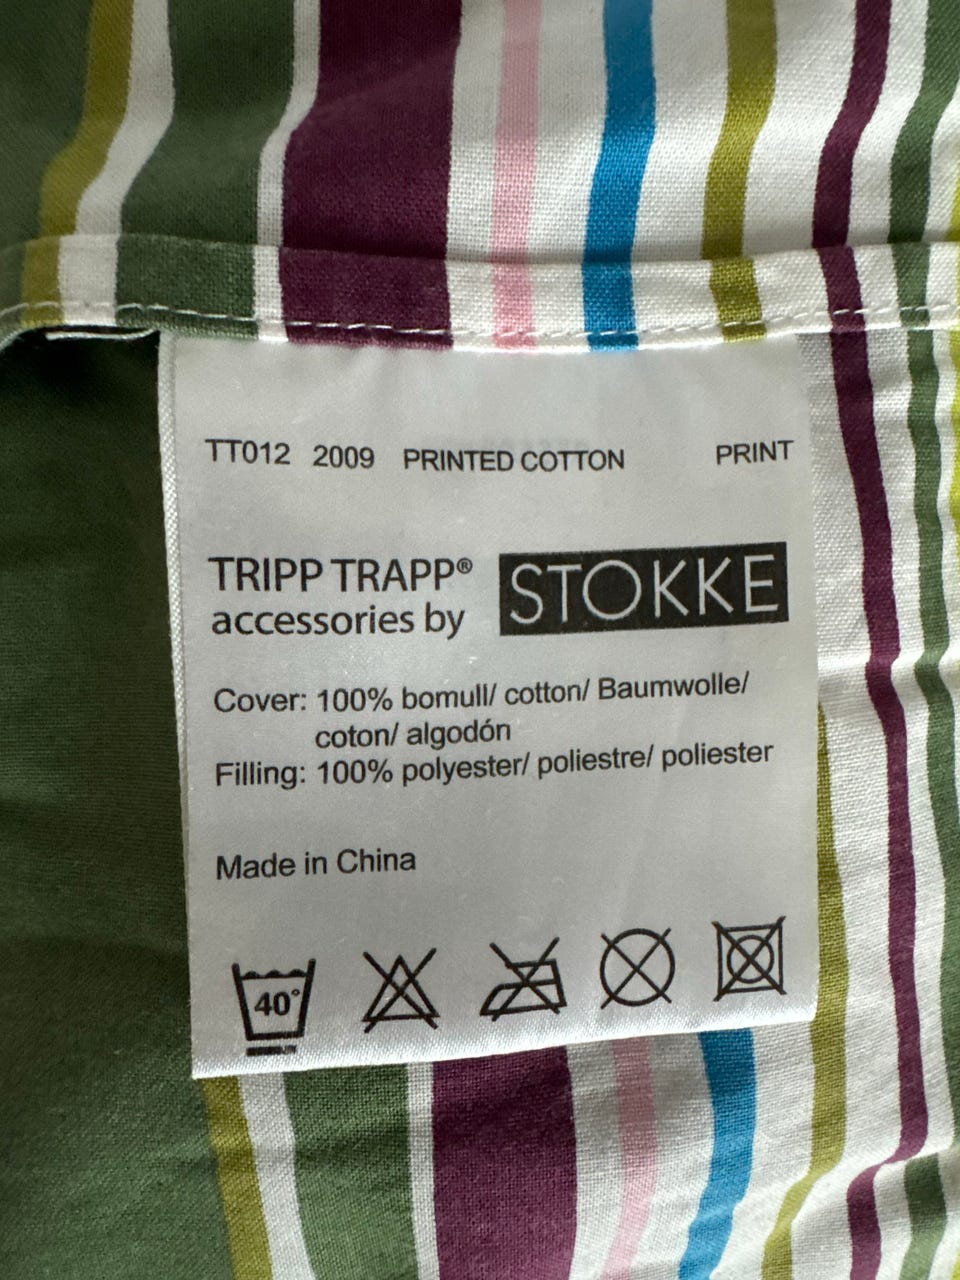 TT012 2009 PRINTED COTTON PRINT
TRIPP TRAPP®
accessories by STOKKE
Cover: 100% bomull/ cotton/ Baumwolle/
coton/ algodón
Filling: 100% polyester/ poliestre/ poliester
Made in China
40°